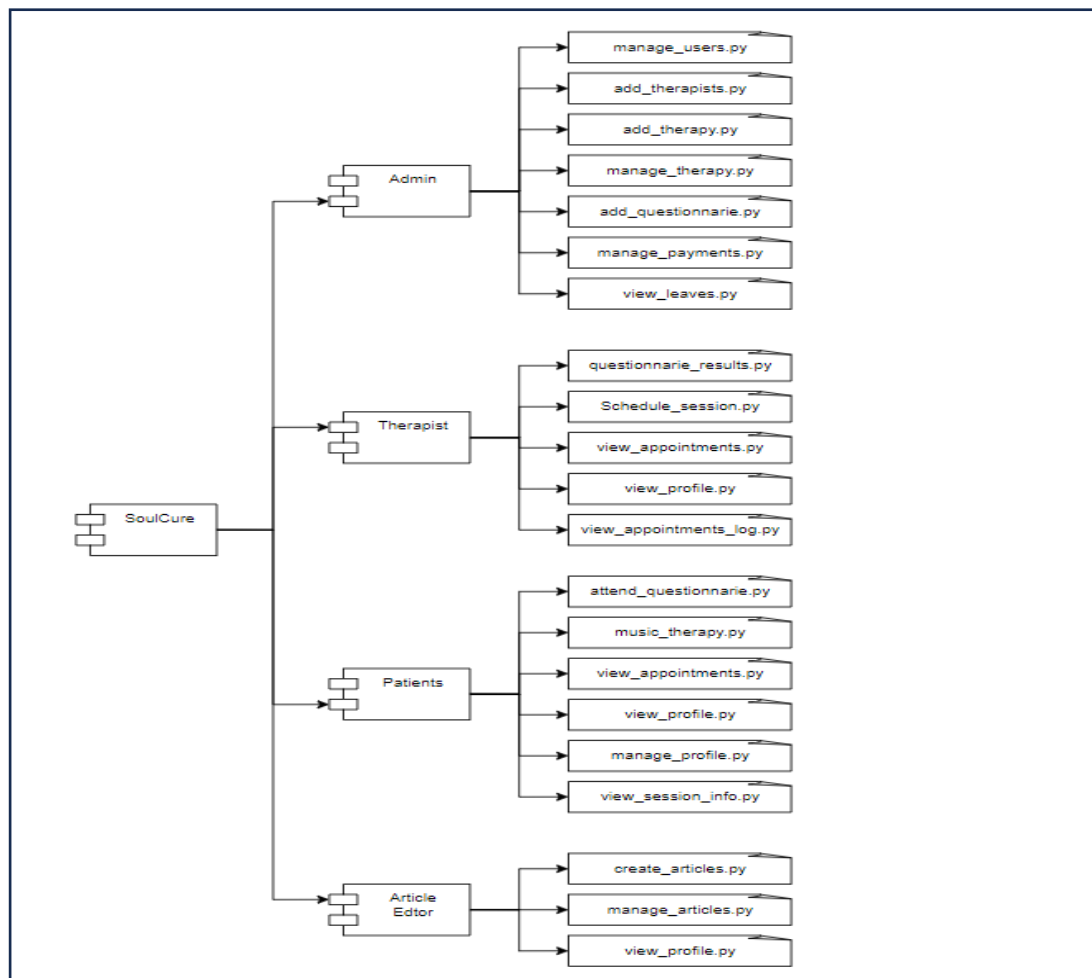 manage_users.py
add_therapists.py
add_therapy.py
Admin
manage_therapy.py
add_questionnarie.py
manage_payments.py
view_leaves.py
questionnarie_results.py
Schedule_session.py
Therapist
view_appointments.py
view_profile.py
SoulCure
view_appointments_log.py
attend_questionnarie.py
music_therapy.py
Patients
view_appointments.py
view_profile.py
manage_profile.py
view_session_info.py
create_articles.py
Article
Edtor
manage_articles.py
view_profile.py